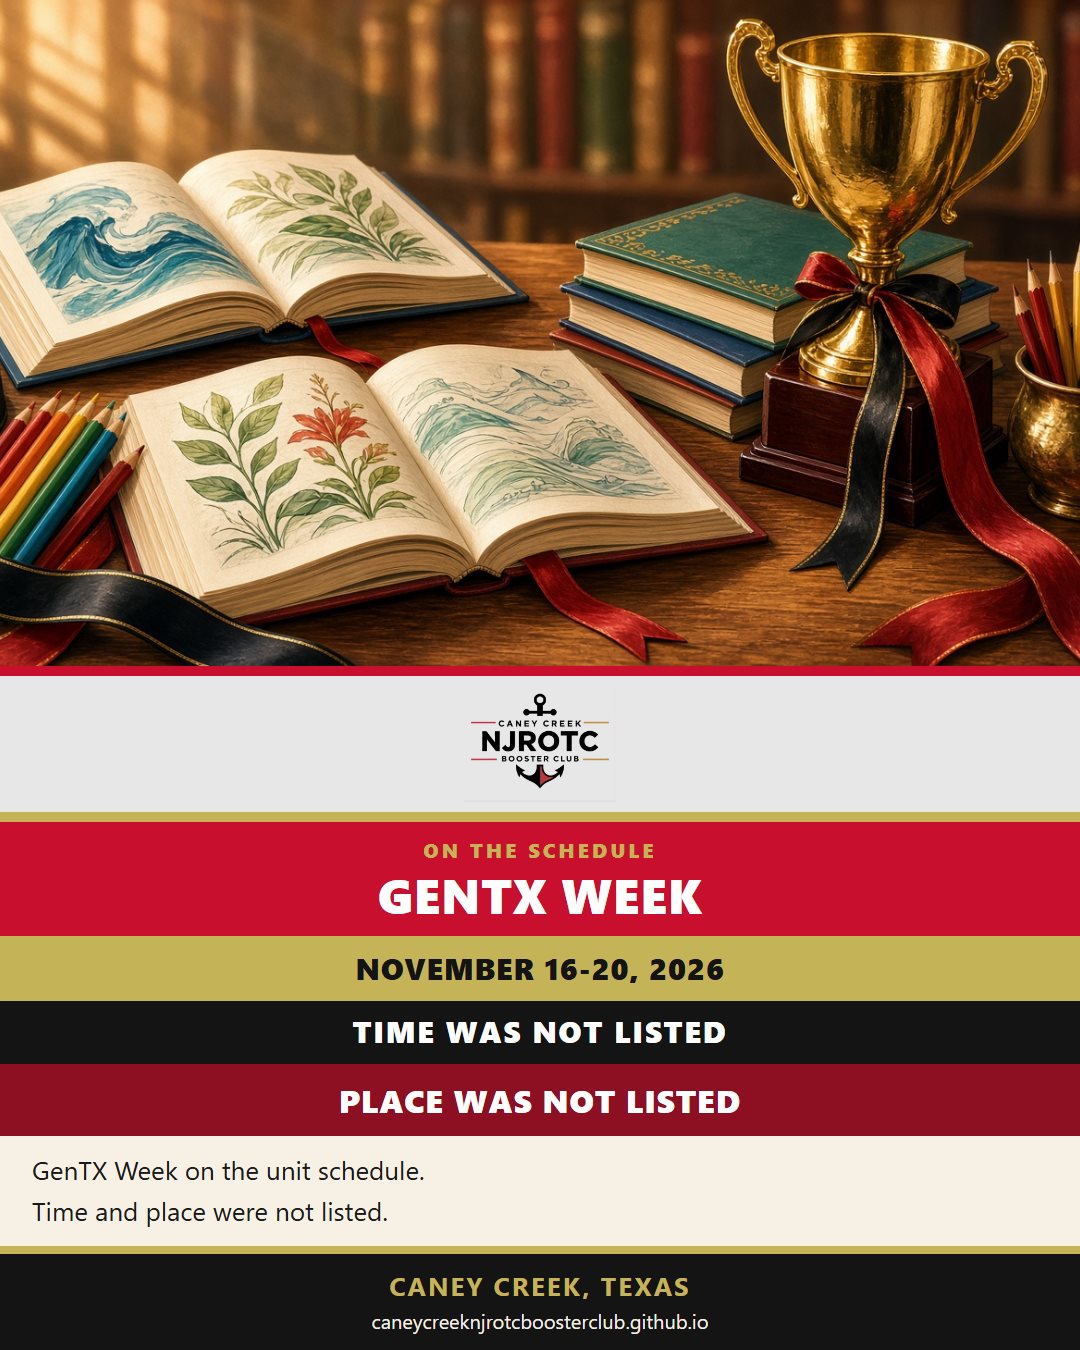 CANEY CREEK
NJROTC
BOOSTER CLUB
ON THE SCHEDULE
GENTX WEEK
NOVEMBER 16-20, 2026
TIME WAS NOT LISTED
PLACE WAS NOT LISTED
GenTX Week on the unit schedule.
Time and place were not listed.
CANEY CREEK, TEXAS
caneycreeknjrotcboosterclub.github.io